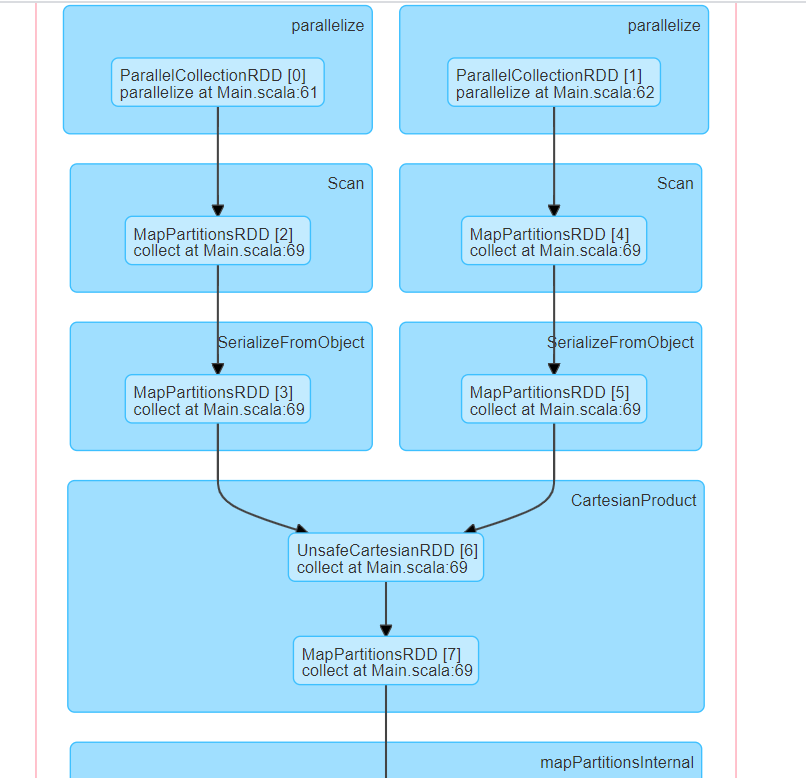 parallelize
ParallelCollectionRDD [0]
parallelize at Main.scala:61
parallelize
ParallelCollectionRDD [1]
parallelize at Main.scala:62
Scan
MapPartitionsRDD [2]
collect at Main.scala:69
Scan
MapPartitionsRDD [4]
collect at Main.scala:69
SerializeFromObject
MapPartitionsRDD [3]
collect at Main.scala:69
SerializeFromObject
MapPartitionsRDD [5]
collect at Main.scala:69
CartesianProduct
UnsafeCartesianRDD [6]
collect at Main.scala:69
MapPartitionsRDD [7]
collect at Main.scala:69
mapPartitionsInternal